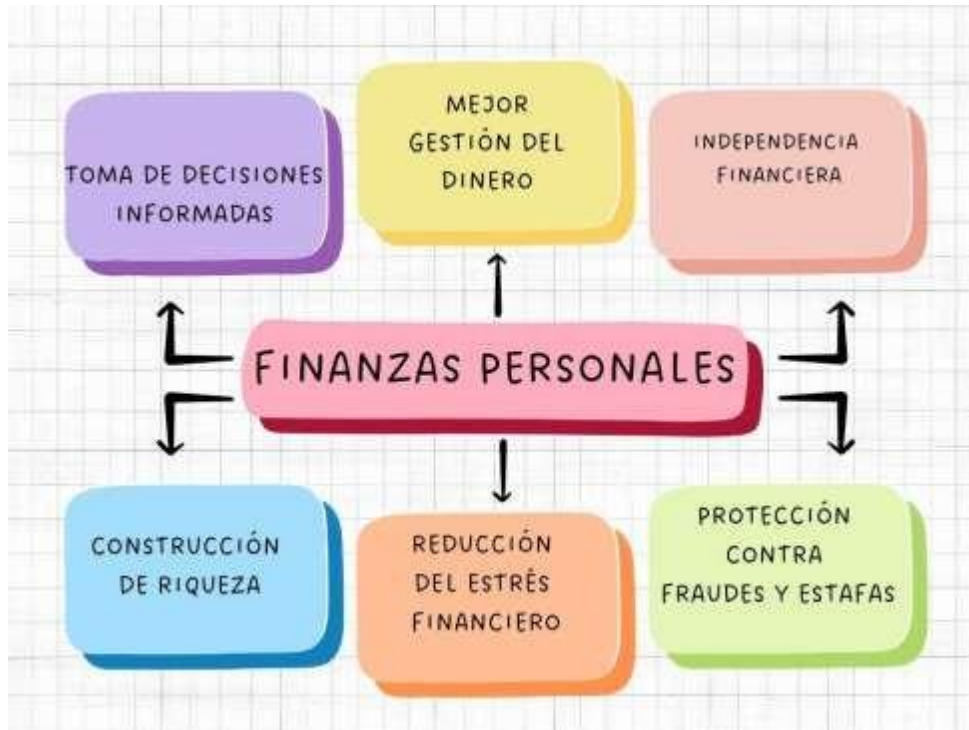 TOMA DE DECISIONES
INFORMADAS
MEJOR
GESTIÓN DEL
DINERO
INDEPENDENCIA
FINANCIERA
FINANZAS PERSONALES
CONSTRUCCIÓN
DE RIQUEZA
REDUCCIÓN
DEL ESTRÉS
FINANCIERO
PROTECCIÓN
CONTRA
FRAUDES Y ESTAFAS